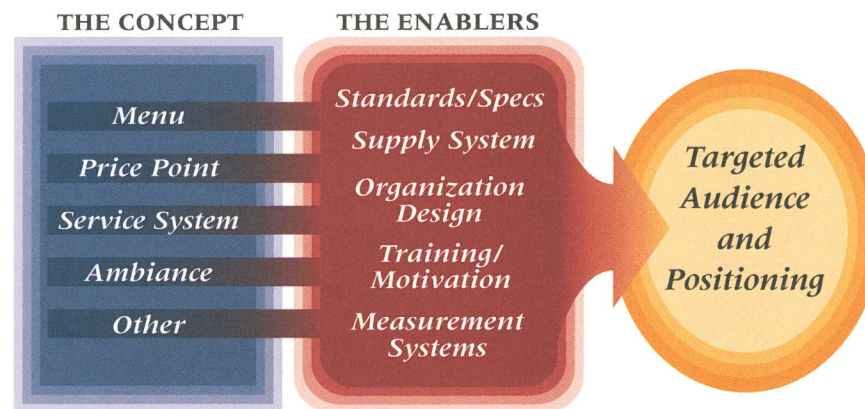 THE CONCEPT
Menu
Price Point
Service System
Ambiance
Other
THE ENABLERS
Standards/Specs
Supply System
Organization
Design
Training/
Motivation
Measurement
Systems
Targeted
Audience
and
Positioning